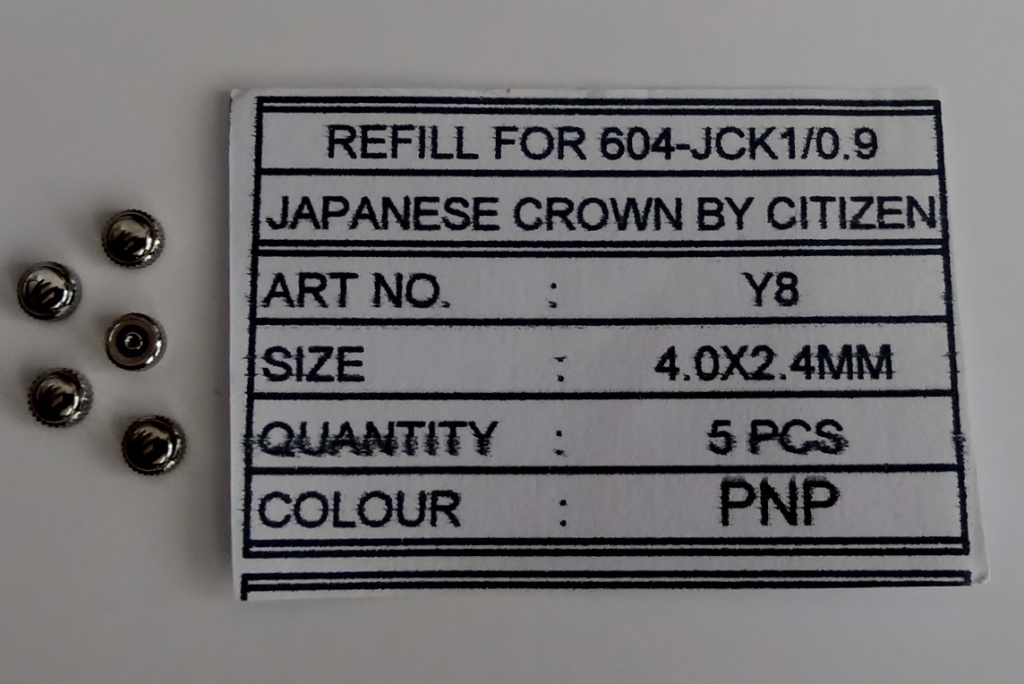 REFILL FOR 604-JCK1/0.9
JAPANESE CROWN BY CITIZEN
ART NO. : Y8
SIZE : 4.0X2.4MM
QUANTITY : 5 PCS
COLOUR : PNP